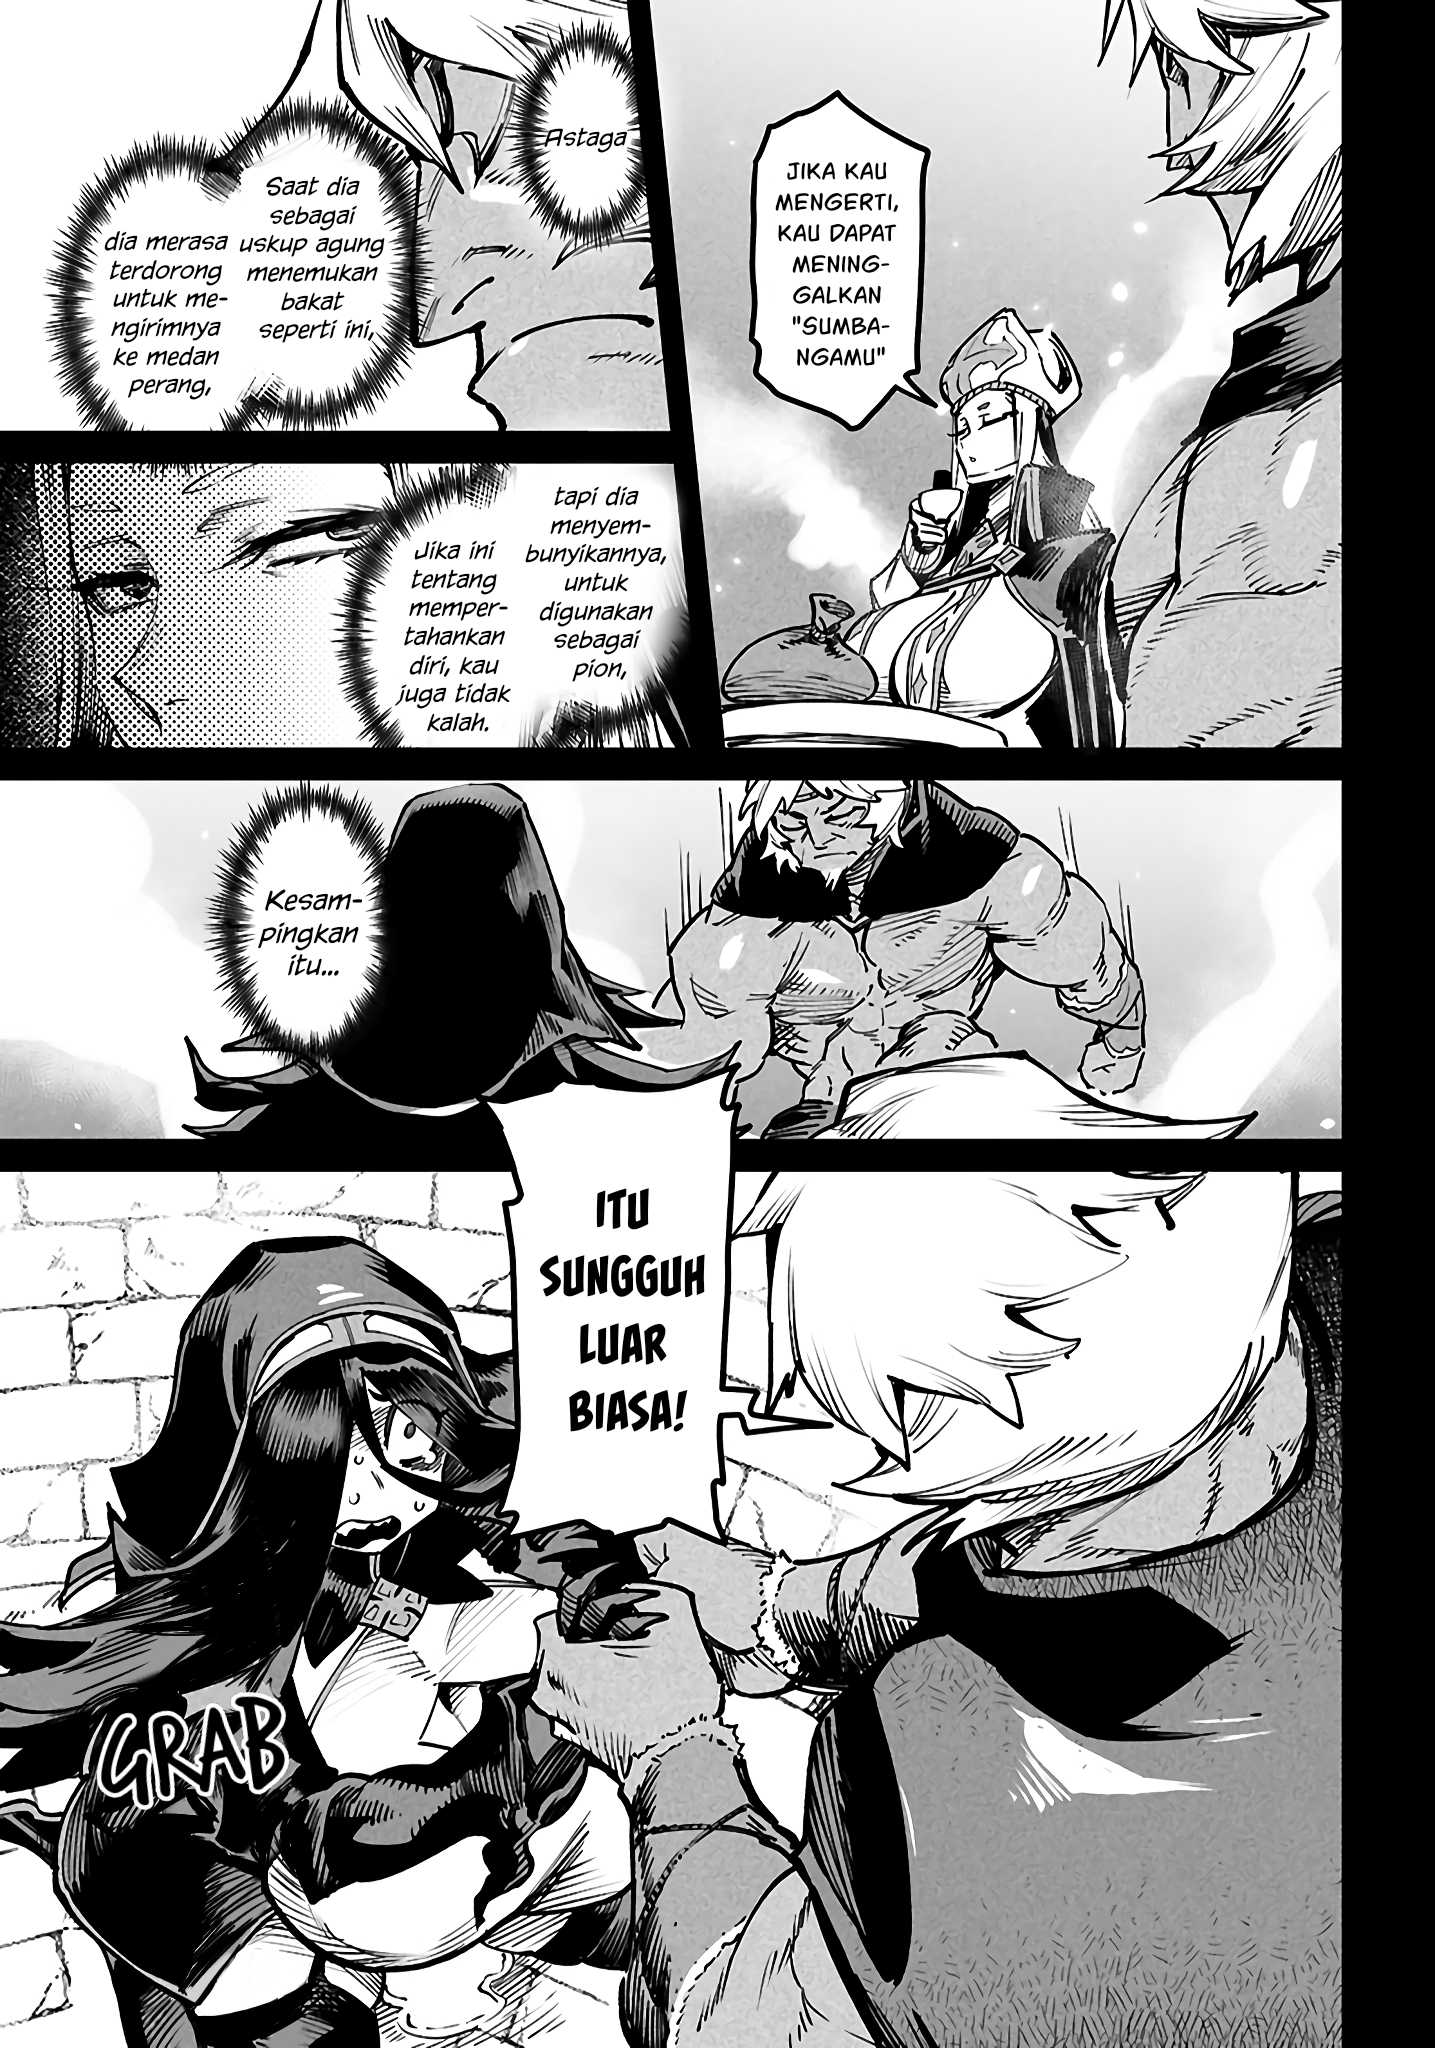 JIKA KAU
MENGERTI,
KAU DAPAT
MENING-
GALKAN
"SUMBA-
NGAMU"
Astaga
Saat dia
sebagai
uskup agung
menemukan
bakat
seperti ini,
dia merasa
terdorong
untuk me-
ngirimnya
ke medan
perang,
tapi dia
menyem-
bunyikannya,
untuk
digunakan
sebagai
pion,
Jika ini
tentang
memper-
tahankan
diri, kau
juga tidak
kalah.
Kesam-
pingkan
itu...
ITU
SUNGGUH
LUAR
BIASA!
GRAB